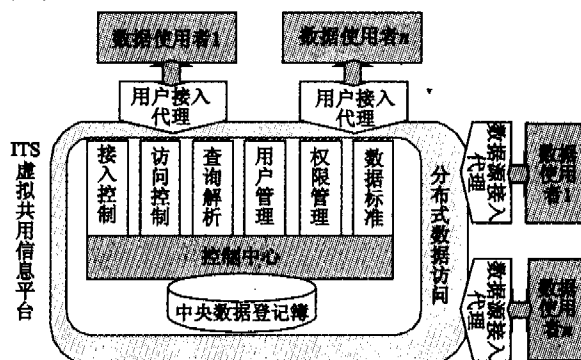 数据使用者1
数据使用者n
用户接入
代理
用户接入
代理
ITS
虚拟共用信息平台
接入控制
访问控制
查询解析
用户管理
权限管理
数据标准
控制中心
中央数据登记簿
分布式数据访问
数据源接入
代理
数据
使用
者1
数据源接入
代理
数据
使用
者n